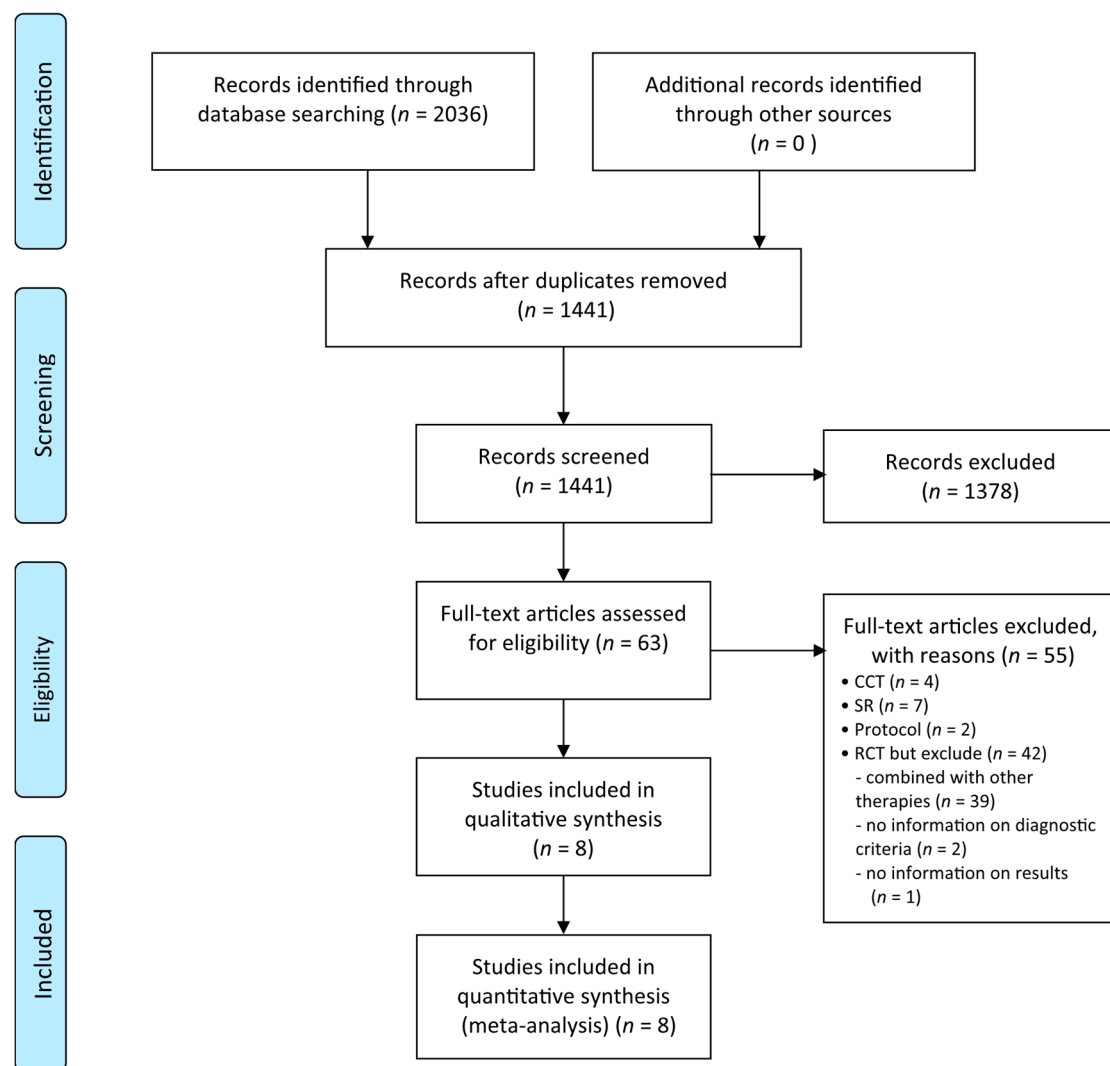 Identification
Records identified through
database searching (n = 2036)
Additional records identified
through other sources
(n = 0 )
Records after duplicates removed
(n = 1441)
Screening
Records screened
(n = 1441)
Records excluded
(n = 1378)
Eligibility
Full-text articles assessed
for eligibility (n = 63)
Full-text articles excluded,
with reasons (n = 55)
• CCT (n = 4)
• SR (n = 7)
• Protocol (n = 2)
• RCT but exclude (n = 42)
- combined with other
therapies (n = 39)
- no information on diagnostic
criteria (n = 2)
- no information on results
(n = 1)
Studies included in
qualitative synthesis
(n = 8)
Included
Studies included in
quantitative synthesis
(meta-analysis) (n = 8)